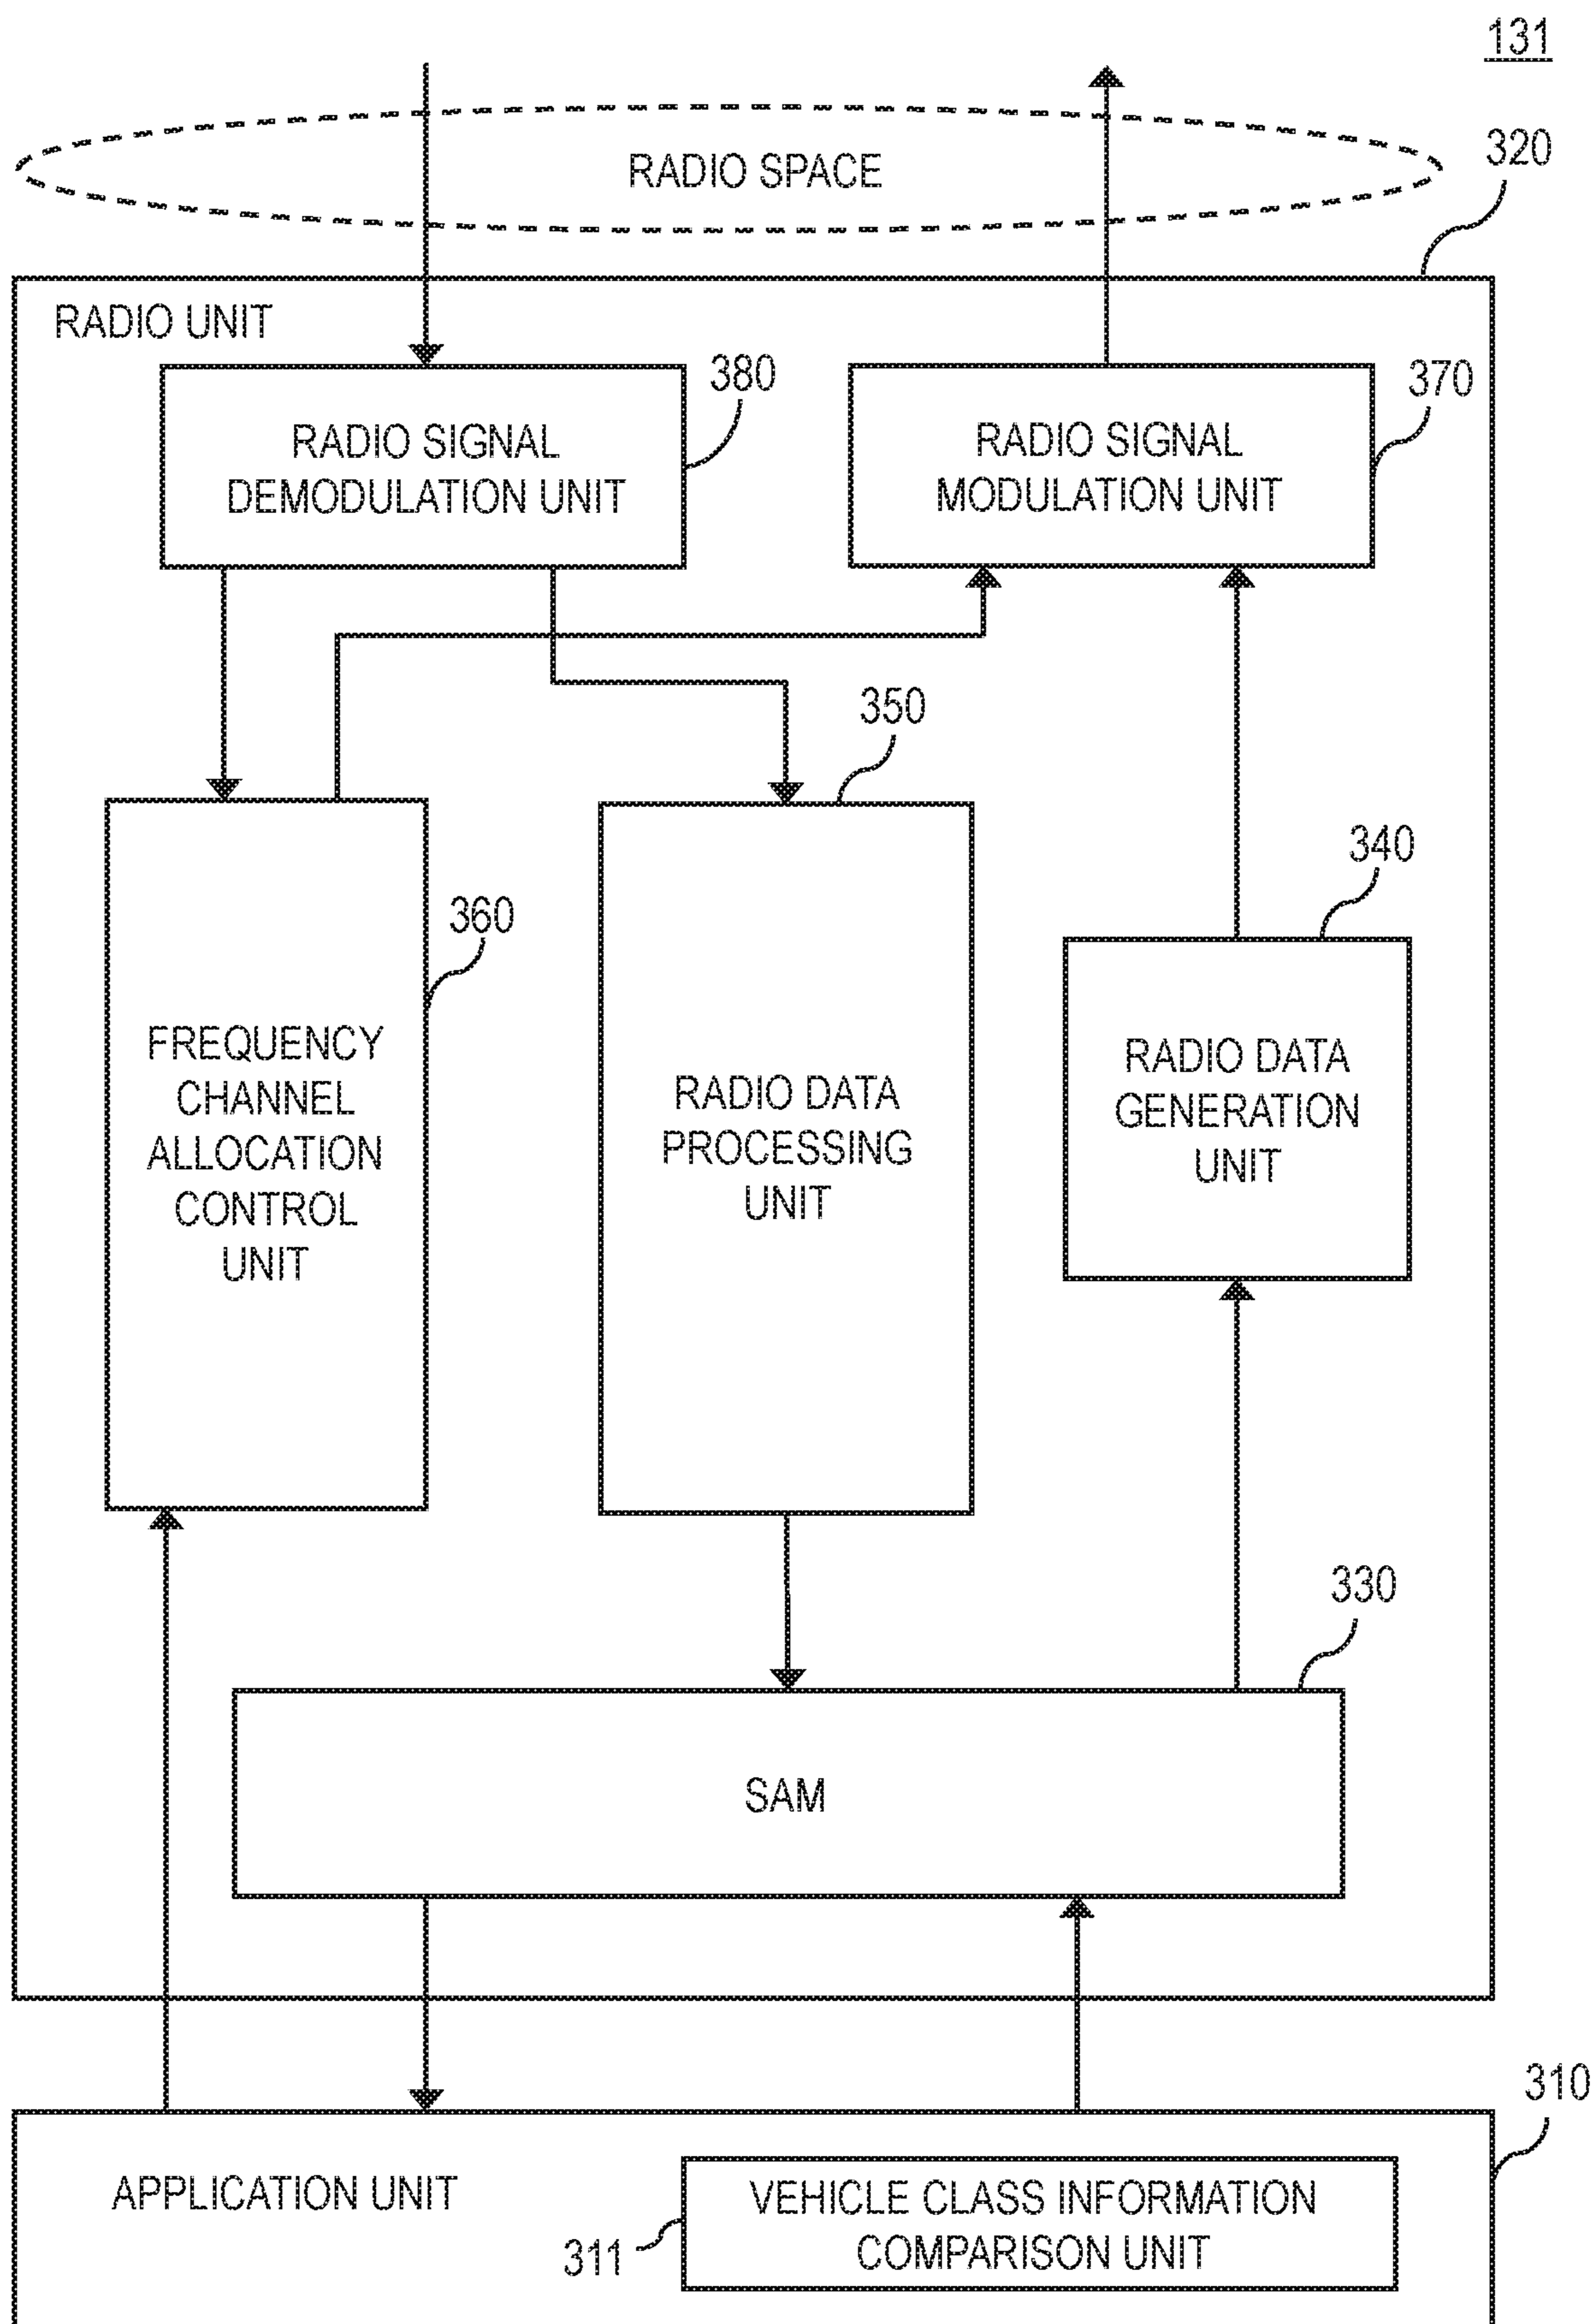 131
RADIO SPACE
320
RADIO UNIT
380
370
RADIO SIGNAL
DEMODULATION UNIT
RADIO SIGNAL
MODULATION UNIT
350
340
360
FREQUENCY
CHANNEL
ALLOCATION
CONTROL
UNIT
RADIO DATA
PROCESSING
UNIT
RADIO DATA
GENERATION
UNIT
330
SAM
310
APPLICATION UNIT
VEHICLE CLASS INFORMATION
COMPARISON UNIT
311